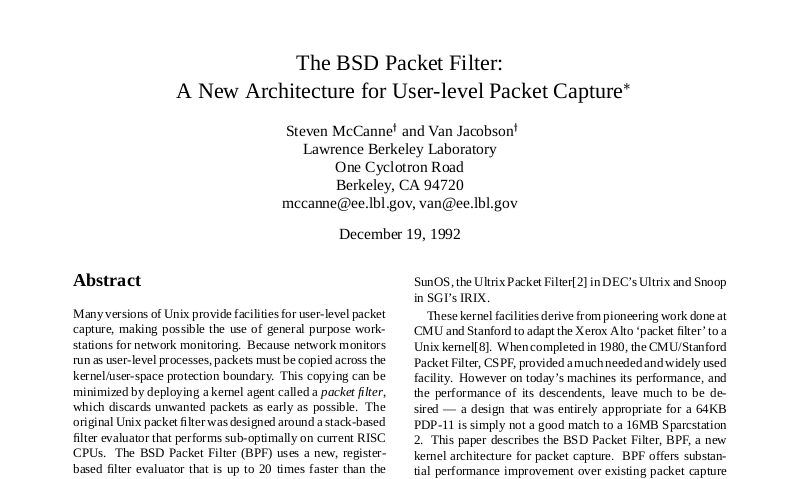 The BSD Packet Filter:
A New Architecture for User-level Packet Capture*
Steven McCanne† and Van Jacobson†
Lawrence Berkeley Laboratory
One Cyclotron Road
Berkeley, CA 94720
mccanne@ee.lbl.gov, van@ee.lbl.gov
December 19, 1992
Abstract
Many versions of Unix provide facilities for user-level packet
capture, making possible the use of general purpose work-
stations for network monitoring. Because network monitors
run as user-level processes, packets must be copied across the
kernel/user-space protection boundary. This copying can be
minimized by deploying a kernel agent called a packet filter,
which discards unwanted packets as early as possible. The
original Unix packet filter was designed around a stack-based
filter evaluator that performs sub-optimally on current RISC
CPUs. The BSD Packet Filter (BPF) uses a new, register-
based filter evaluator that is up to 20 times faster than the
SunOS, the Ultrix Packet Filter[2] in DEC's Ultrix and Snoop
in SGI's IRIX.
These kernel facilities derive from pioneering work done at
CMU and Stanford to adapt the Xerox Alto 'packet filter' to a
Unix kernel[8]. When completed in 1980, the CMU/Stanford
Packet Filter, CSPF, provided a much needed and widely used
facility. However on today's machines its performance, and
the performance of its descendents, leave much to be de-
sired — a design that was entirely appropriate for a 64KB
PDP-11 is simply not a good match to a 16MB Sparcstation
2. This paper describes the BSD Packet Filter, BPF, a new
kernel architecture for packet capture. BPF offers substan-
tial performance improvement over existing packet capture